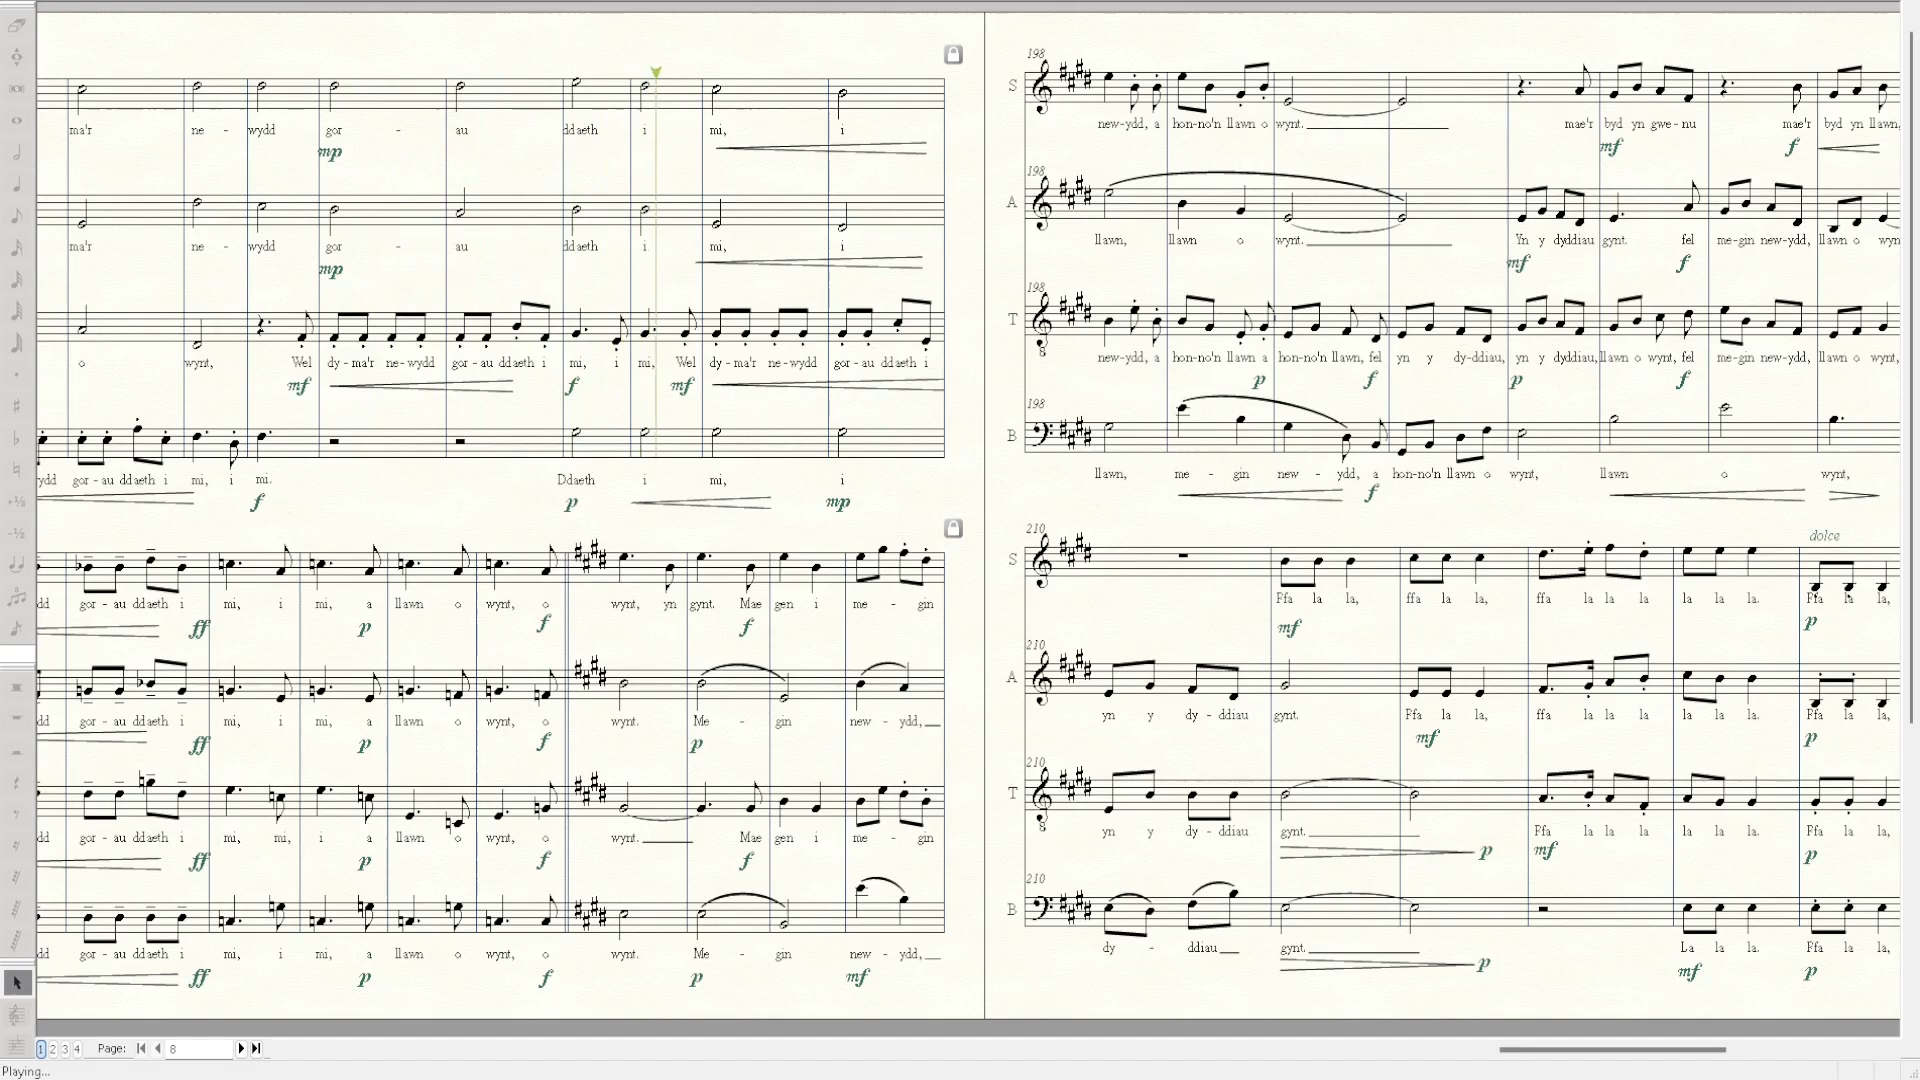 ma'r ne - wydd gor - au ddaeth i mi, i
mp
ma'r ne - wydd gor - au ddaeth i mi, i
mp
o wynt, Wel dy-ma'r ne-wydd gor-au ddaeth i mi, i mi, Wel dy-ma'r ne-wydd gor-au ddaeth i
mf f mf
ydd gor-au ddaeth i mi, i mi. Ddaeth i mi, i
f p mp
dd gor-au ddaeth i mi, i mi, a llawn o wynt, o wynt, yn gynt. Mae gen i me - gin
ff p f f
dd gor-au ddaeth i mi, i mi, a llawn o wynt, o wynt. Me - gin new-ydd,
ff p f p
dd gor-au ddaeth i mi, mi, i a llawn o wynt, o wynt. Mae gen i me - gin
ff p f f
dd gor-au ddaeth i mi, i mi, a llawn o wynt, o wynt. Me - gin new-ydd,
ff p f p mf
198
S
new-ydd, a hon-no'n llawn o wynt. mae'r byd yn gwe-nu mae'r byd yn llawn,
mf f
198
A
llawn, llawn o wynt. Yn y dyddiau gynt. fel me-gin new-ydd, llawn o wyn
mf f
198
T
8
new-ydd, a hon-no'n llawn a hon-no'n llawn, fel yn y dy-ddiau, yn y dyddiau, llawn o wynt, fel me-gin new-ydd, llawn o wynt,
p f p f
198
B
llawn, me - gin new - ydd, a hon-no'n llawn o wynt, llawn o wynt,
f
210
dolce
S
Ffa la la, ffa la la, ffa la la la la la la. Ffa la la,
mf p
210
A
yn y dy-ddiau gynt. Ffa la la, ffa la la la la la la. Ffa la la,
mf p
210
T
8
yn y dy-ddiau gynt. Ffa la la la la la la. Ffa la la,
p mf p
210
B
dy - ddiau gynt. La la la. Ffa la la,
p mf p
1 2 3 4 Page: 8
Playing...